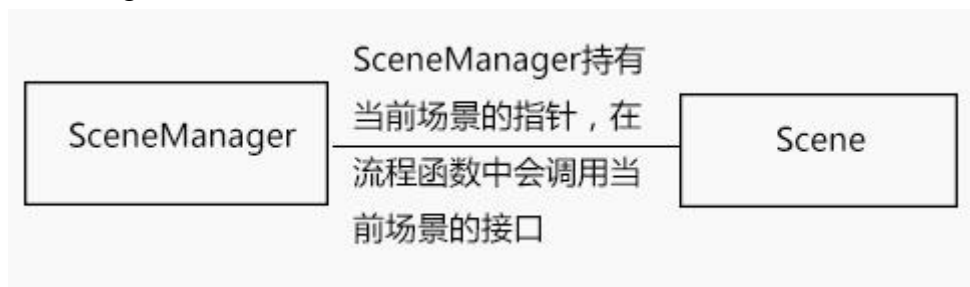 SceneManager
SceneManager持有
当前场景的指针，在
流程函数中会调用当
前场景的接口
Scene